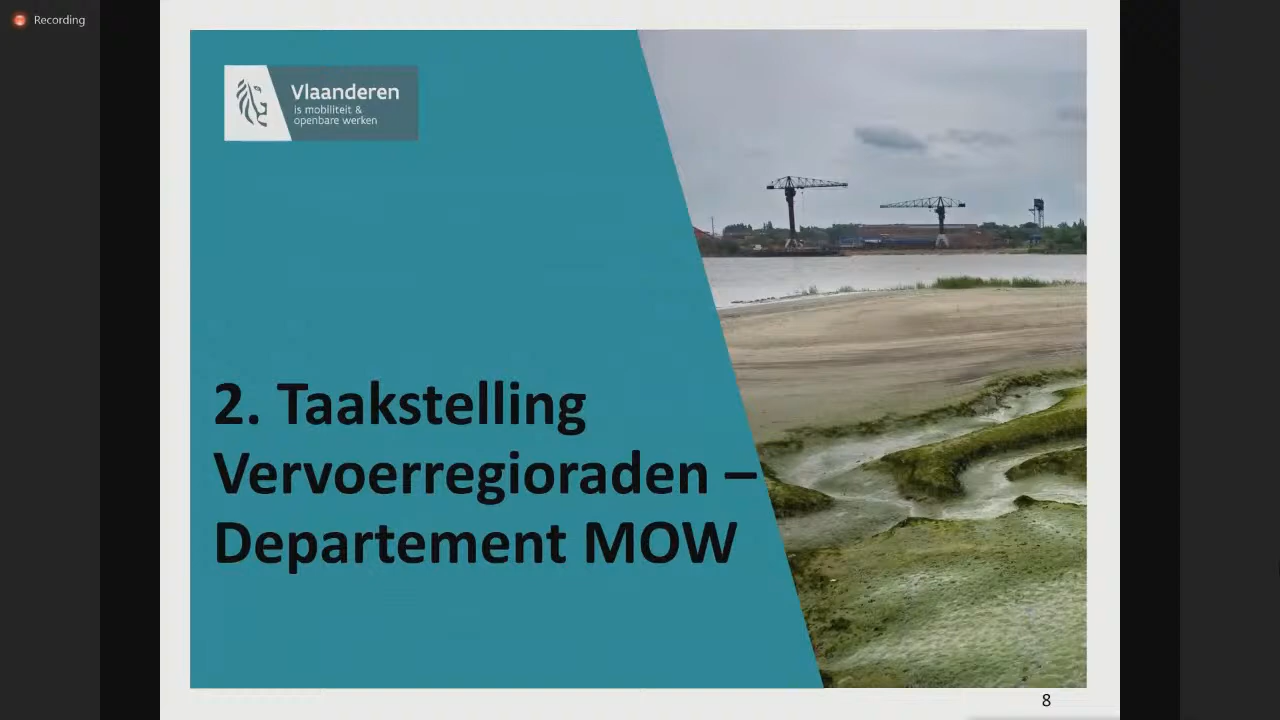 Recording
Vlaanderen
is mobiliteit &
openbare werken
2. Taakstelling
Vervoerregioraden –
Departement MOW
8